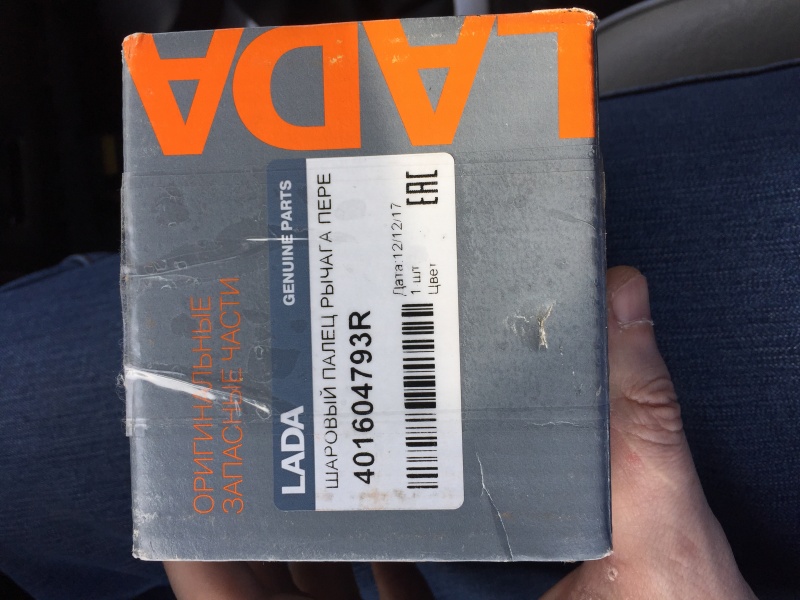 LADA
ОРИГИНАЛЬНЫЕ
ЗАПАСНЫЕ ЧАСТИ
LADA GENUINE PARTS
ШАРОВЫЙ ПАЛЕЦ РЫЧАГА ПЕРЕ
401604793R
Дата:12/12/17
1 шт
Цвет
EAC